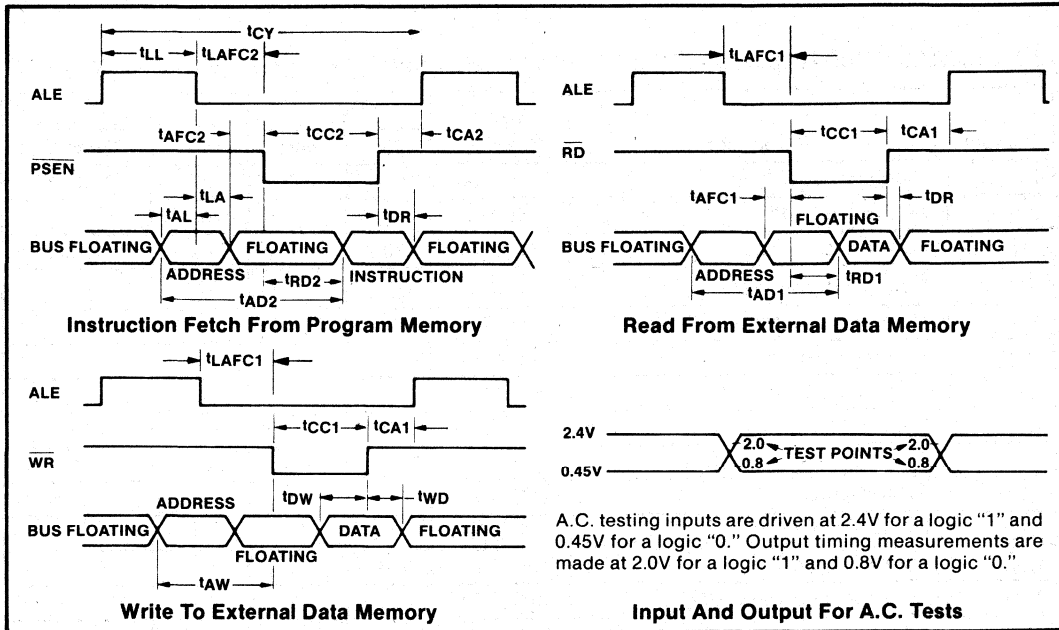 tCY
tLL tLAFC2
ALE
tAFC2 tCC2 tCA2
PSEN
tLA
tAL tDR
BUS FLOATING FLOATING FLOATING
ADDRESS tRD2 INSTRUCTION
tAD2
Instruction Fetch From Program Memory
tLAFC1
ALE
tCC1 tCA1
RD
tAFC1 tDR
FLOATING
BUS FLOATING DATA FLOATING
ADDRESS tRD1
tAD1
Read From External Data Memory
tLAFC1
ALE
tCC1 tCA1
WR
ADDRESS tDW tWD
BUS FLOATING DATA FLOATING
FLOATING
tAW
Write To External Data Memory
2.4V
2.0 TEST POINTS 2.0
0.8 0.8
0.45V
A.C. testing inputs are driven at 2.4V for a logic “1” and
0.45V for a logic “0.” Output timing measurements are
made at 2.0V for a logic “1” and 0.8V for a logic “0.”
Input And Output For A.C. Tests